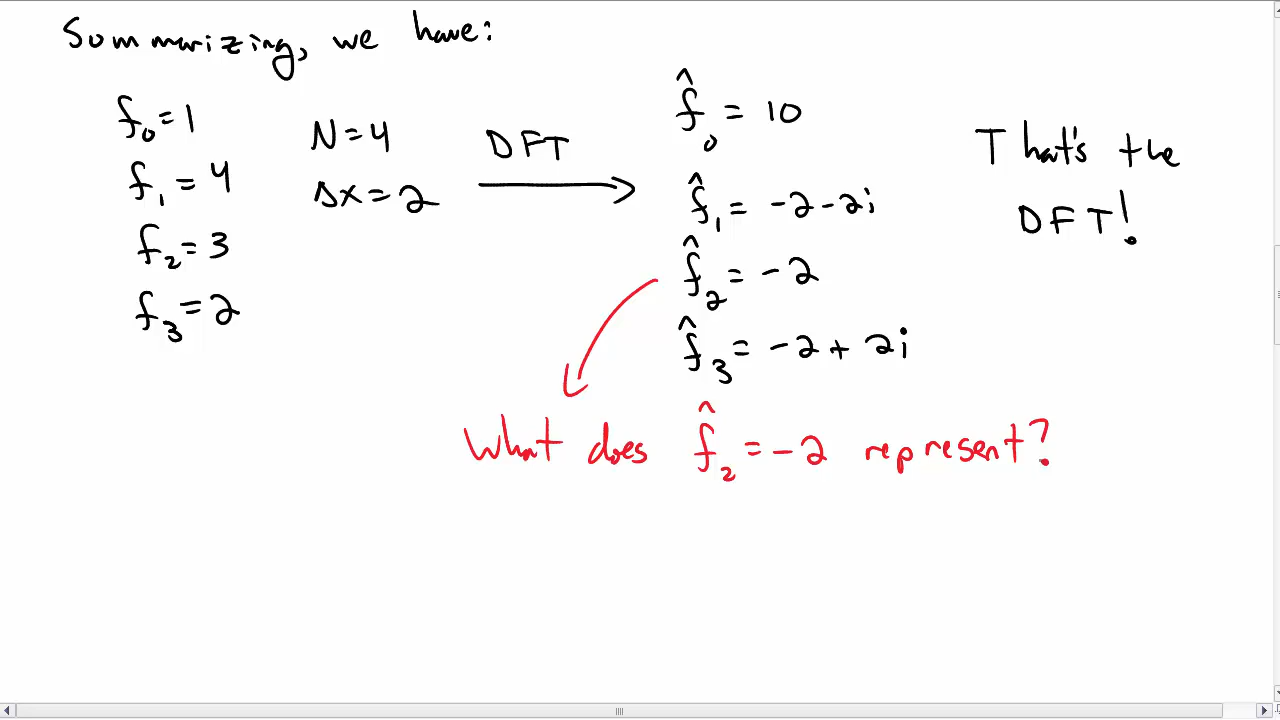 Summarizing, we have:
f₀ = 1
f₁ = 4
f₂ = 3
f₃ = 2
N = 4
Δx = 2
DFT
f̂₀ = 10
f̂₁ = -2 - 2i
f̂₂ = -2
f̂₃ = -2 + 2i
That's the
DFT!
What does f̂₂ = -2 represent?